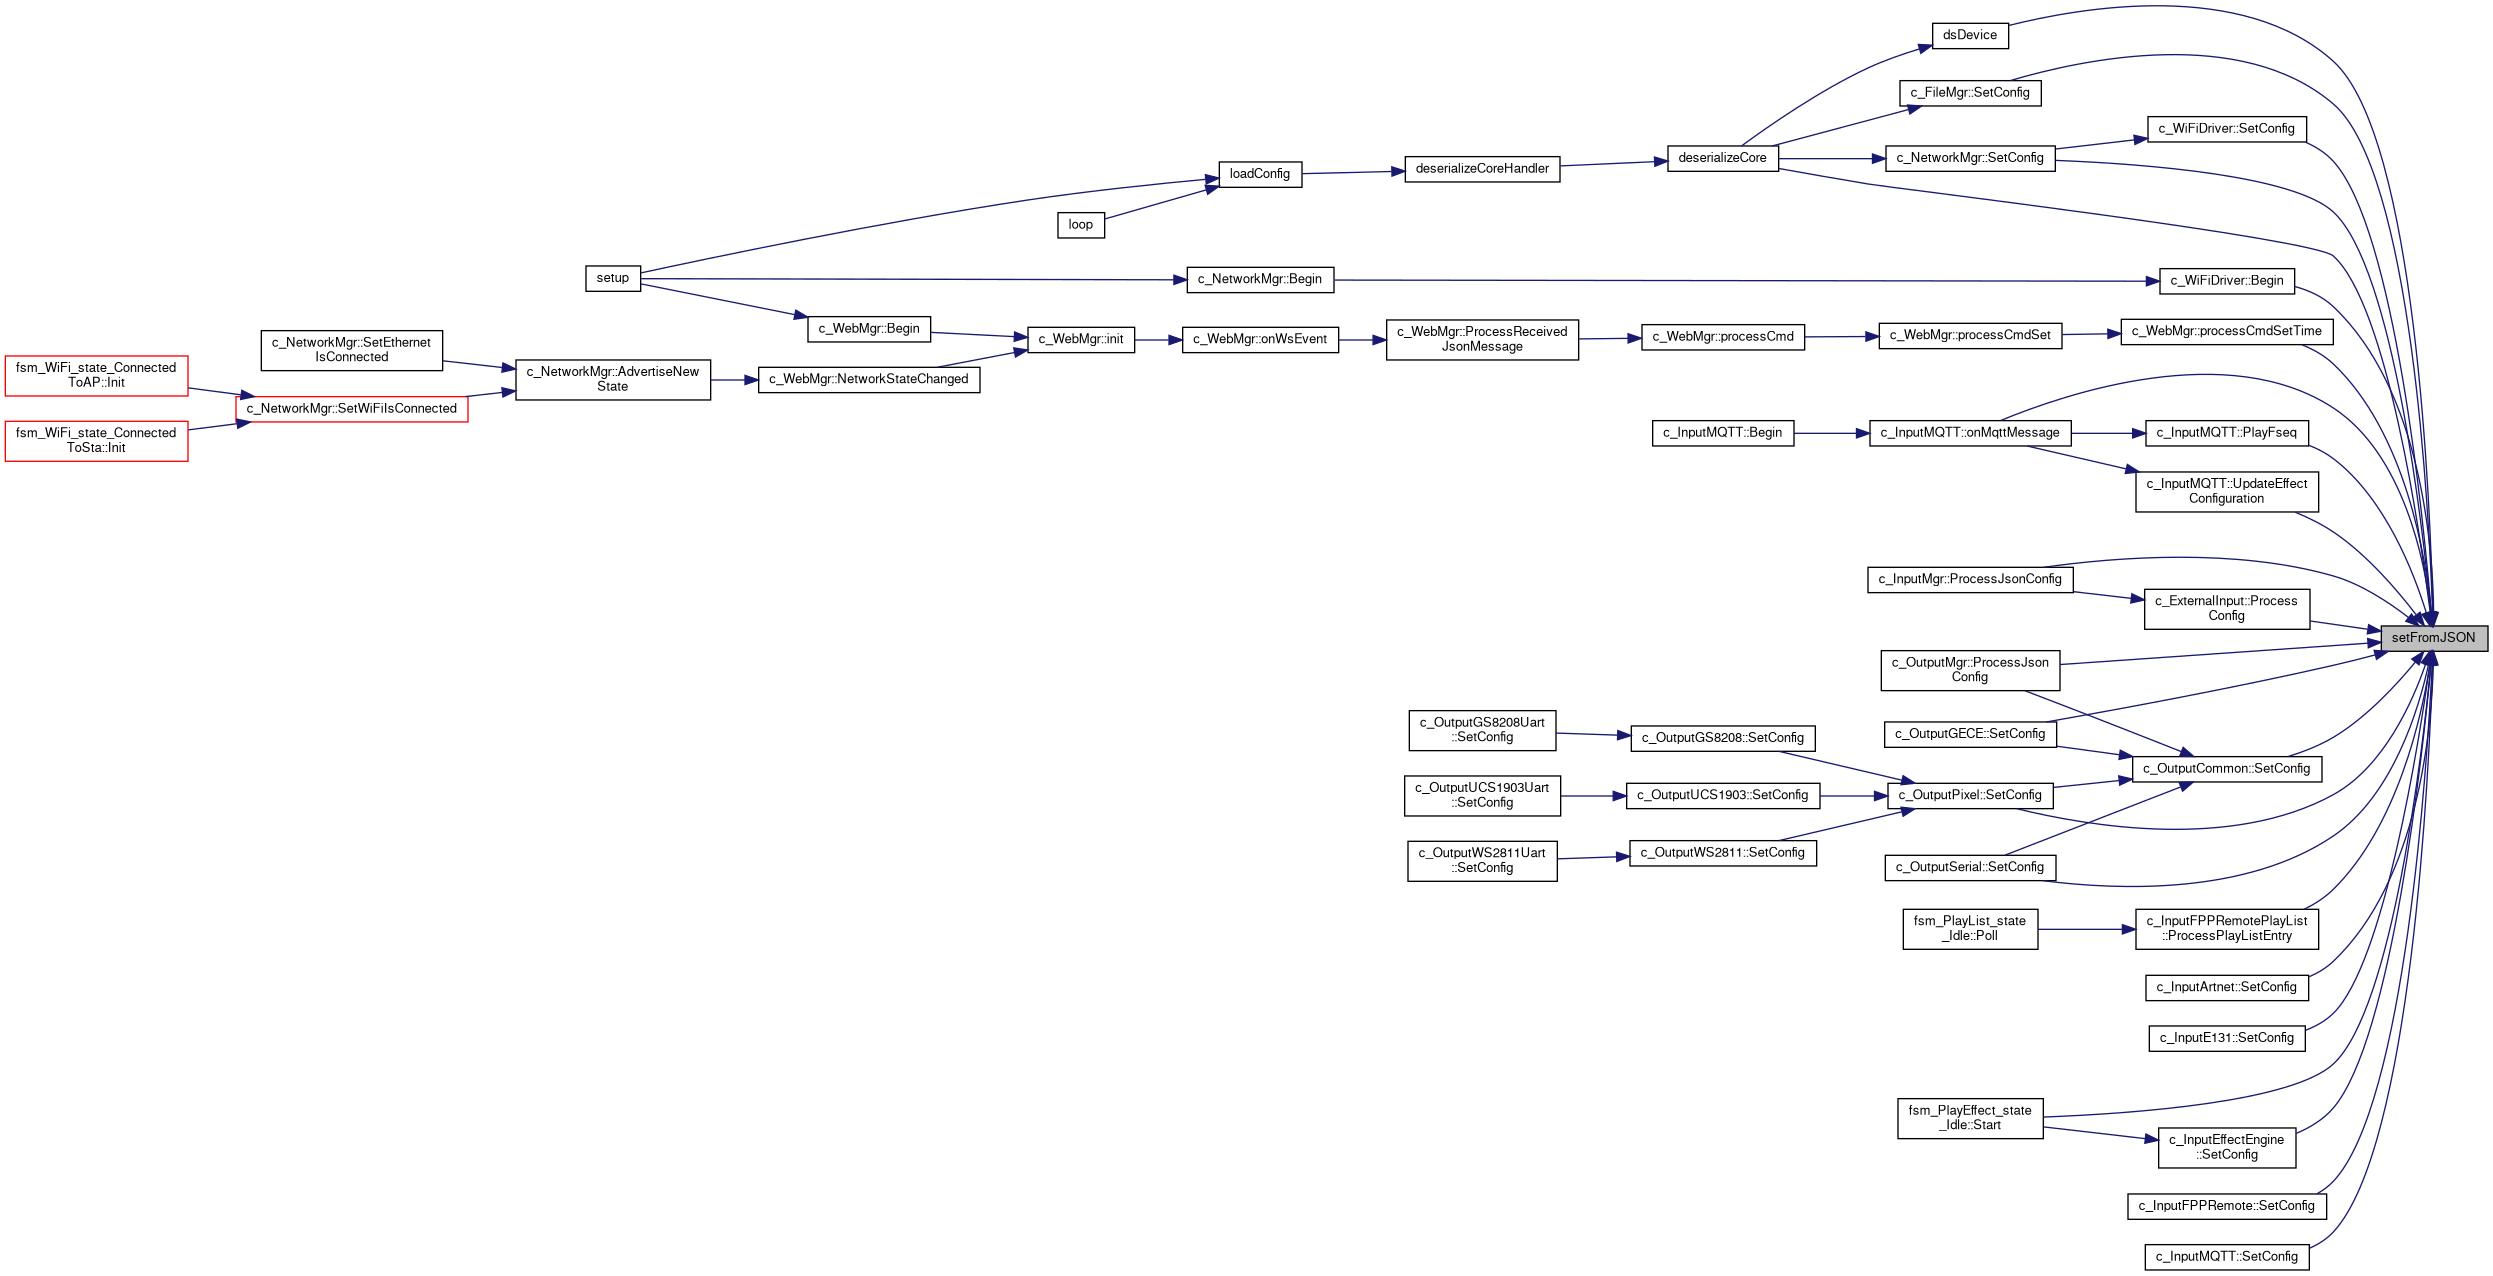 dsDevice
c_FileMgr::SetConfig
c_WiFiDriver::SetConfig
deserializeCore
c_NetworkMgr::SetConfig
loadConfig
deserializeCoreHandler
loop
setup
c_NetworkMgr::Begin
c_WiFiDriver::Begin
c_WebMgr::Begin
c_WebMgr::init
c_WebMgr::onWsEvent
c_WebMgr::ProcessReceived
JsonMessage
c_WebMgr::processCmd
c_WebMgr::processCmdSet
c_WebMgr::processCmdSetTime
c_NetworkMgr::SetEthernet
IsConnected
fsm_WiFi_state_Connected
ToAP::Init
c_NetworkMgr::AdvertiseNew
State
c_WebMgr::NetworkStateChanged
c_NetworkMgr::SetWiFiIsConnected
fsm_WiFi_state_Connected
ToSta::Init
c_InputMQTT::Begin
c_InputMQTT::onMqttMessage
c_InputMQTT::PlayFseq
c_InputMQTT::UpdateEffect
Configuration
c_InputMgr::ProcessJsonConfig
c_ExternalInput::Process
Config
setFromJSON
c_OutputMgr::ProcessJson
Config
c_OutputGS8208Uart
::SetConfig
c_OutputGS8208::SetConfig
c_OutputGECE::SetConfig
c_OutputCommon::SetConfig
c_OutputUCS1903Uart
::SetConfig
c_OutputUCS1903::SetConfig
c_OutputPixel::SetConfig
c_OutputWS2811Uart
::SetConfig
c_OutputWS2811::SetConfig
c_OutputSerial::SetConfig
fsm_PlayList_state
_Idle::Poll
c_InputFPPRemotePlayList
::ProcessPlayListEntry
c_InputArtnet::SetConfig
c_InputE131::SetConfig
fsm_PlayEffect_state
_Idle::Start
c_InputEffectEngine
::SetConfig
c_InputFPPRemote::SetConfig
c_InputMQTT::SetConfig